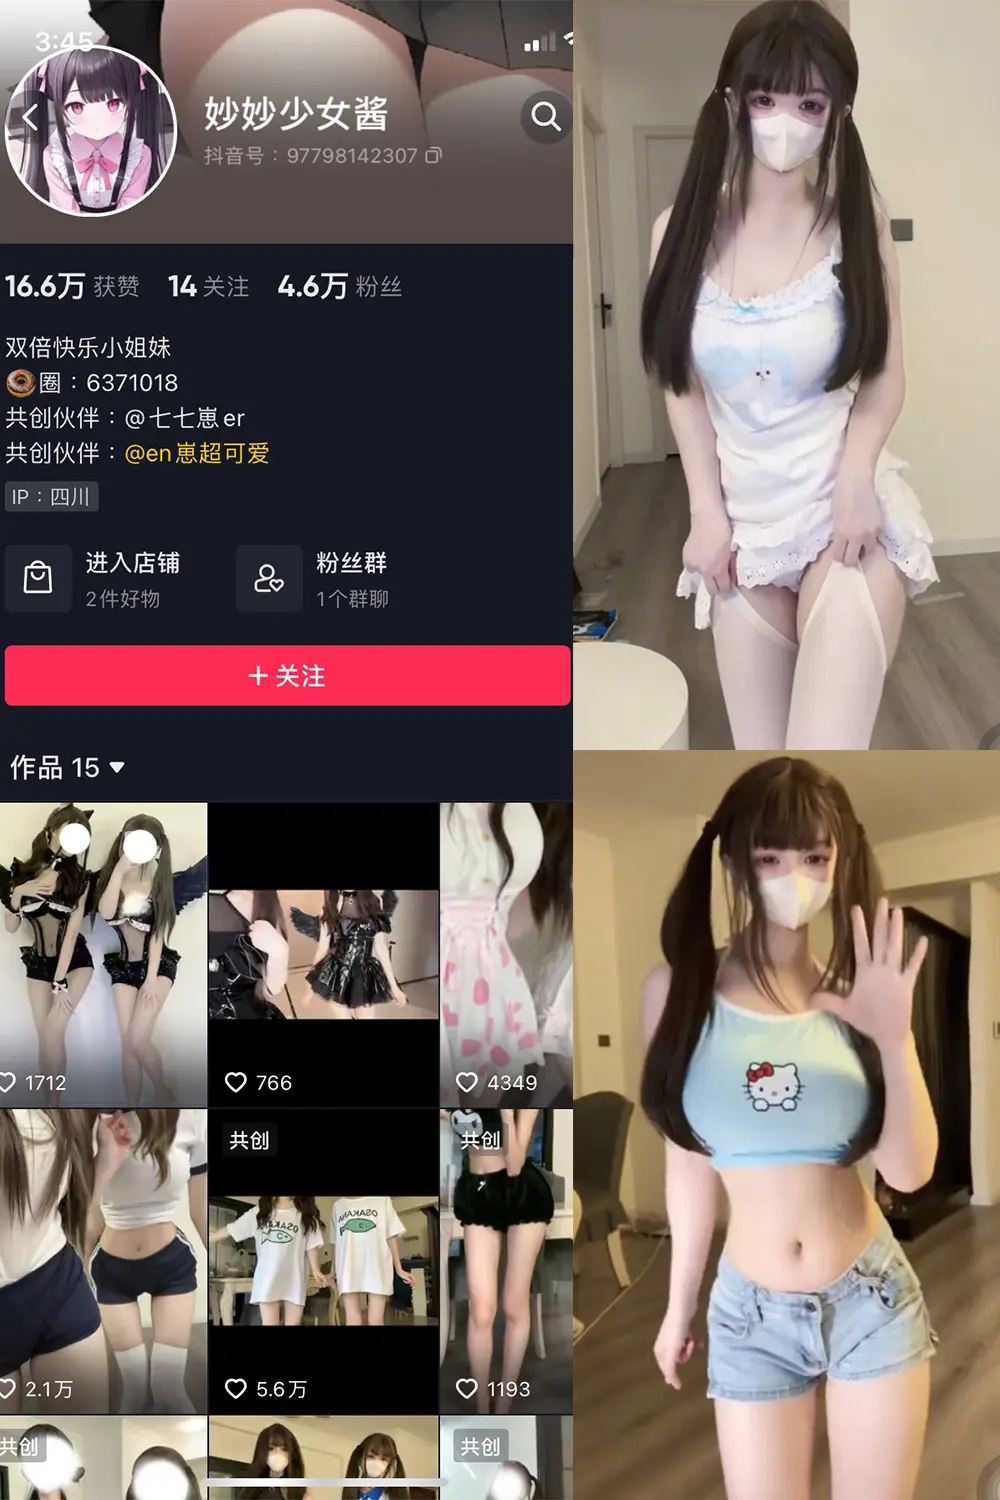 3:45
妙妙少女酱
抖音号：97798142307
16.6万 获赞 14 关注 4.6万 粉丝
双倍快乐小姐妹
🍩圈：6371018
共创伙伴：@七七崽er
共创伙伴：@en崽超可爱
IP：四川
进入店铺
2件好物
粉丝群
1个群聊
+ 关注
作品 15
1712
766
4349
共创
共创
OSAKANA
OSAKANA
2.1万
5.6万
1193
共创
共创